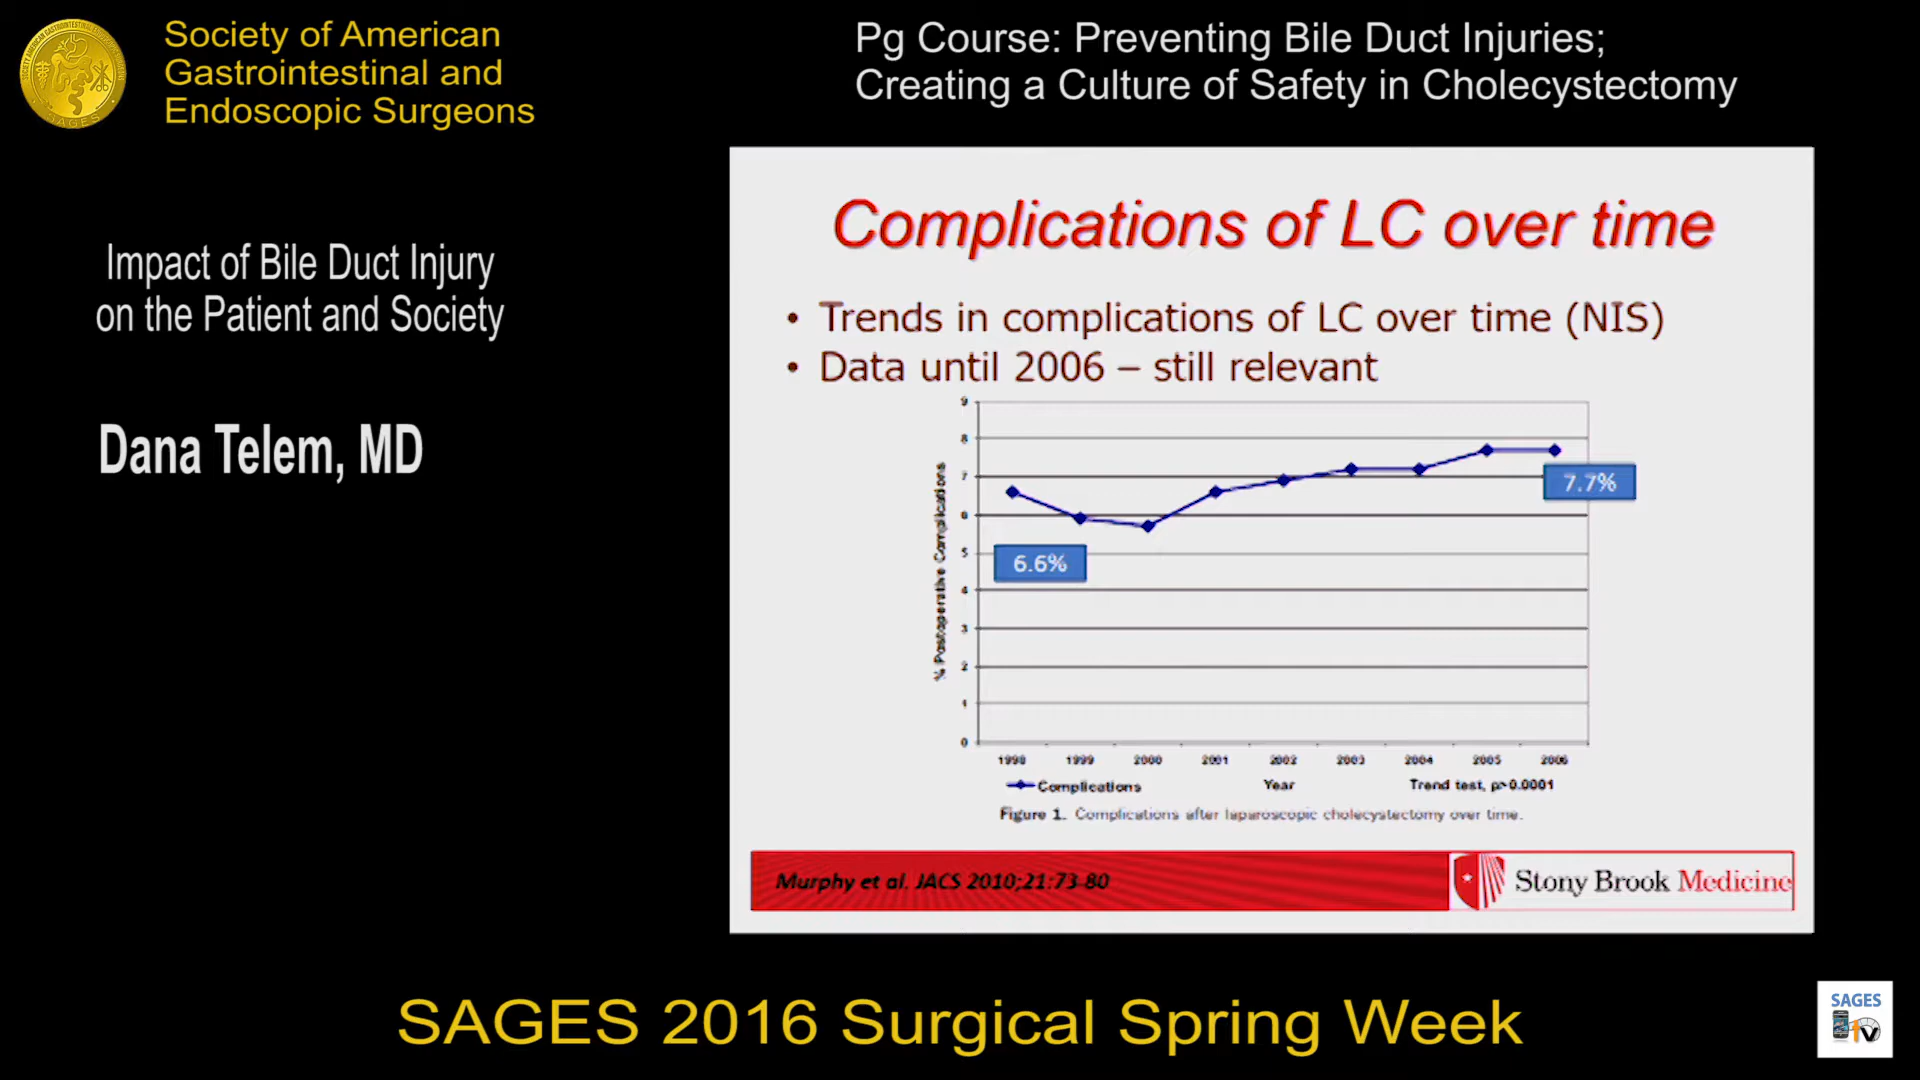 Society of American
Gastrointestinal and
Endoscopic Surgeons
Pg Course: Preventing Bile Duct Injuries;
Creating a Culture of Safety in Cholecystectomy
Impact of Bile Duct Injury
on the Patient and Society
Dana Telem, MD
Complications of LC over time
• Trends in complications of LC over time (NIS)
• Data until 2006 – still relevant
% Postoperative Complications
9
8
7
6
5
4
3
2
1
0
6.6%
7.7%
1998 1999 2000 2001 2002 2003 2004 2005 2006
Complications Year Trend test, p>0.0001
Figure 1. Complications after laparoscopic cholecystectomy over time.
Murphy et al. JACS 2010;21:73-80
Stony Brook Medicine
SAGES 2016 Surgical Spring Week
SAGES
TV